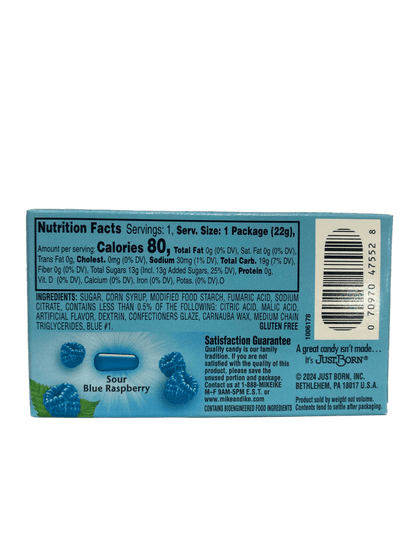 Nutrition Facts Servings: 1, Serv. Size: 1 Package (22g),
Amount per serving: Calories 80, Total Fat 0g (0% DV), Sat. Fat 0g (0% DV),
Trans Fat 0g, Cholest. 0mg (0% DV), Sodium 30mg (1% DV), Total Carb. 19g (7% DV),
Fiber 0g (0% DV), Total Sugars 13g (Incl. 13g Added Sugars, 25% DV), Protein 0g,
Vit. D (0% DV), Calcium (0% DV), Iron (0% DV), Potas. (0% DV).
INGREDIENTS: SUGAR, CORN SYRUP, MODIFIED FOOD STARCH, FUMARIC ACID, SODIUM
CITRATE, CONTAINS LESS THAN 0.5% OF THE FOLLOWING: CITRIC ACID, MALIC ACID,
ARTIFICIAL FLAVOR, DEXTRIN, CONFECTIONERS GLAZE, CARNAUBA WAX, MEDIUM CHAIN
TRIGLYCERIDES, BLUE #1.
GLUTEN FREE
Sour
Blue Raspberry
Satisfaction Guarantee
Quality candy is our family
tradition. If you are not
satisfied with the quality of this
product, please save the
unused portion and package.
Contact us at 1-888-MIKEIKE
M–F 9AM-5PM E.S.T. or
www.mikeandike.com
CONTAINS BIOENGINEERED FOOD INGREDIENTS
1006178
0 70970 47552 8
A great candy isn't made...
It's JUST BORN®
© 2024 JUST BORN, INC.
BETHLEHEM, PA 18017 U.S.A.
Product sold by weight not volume.
Contents tend to settle after packaging.